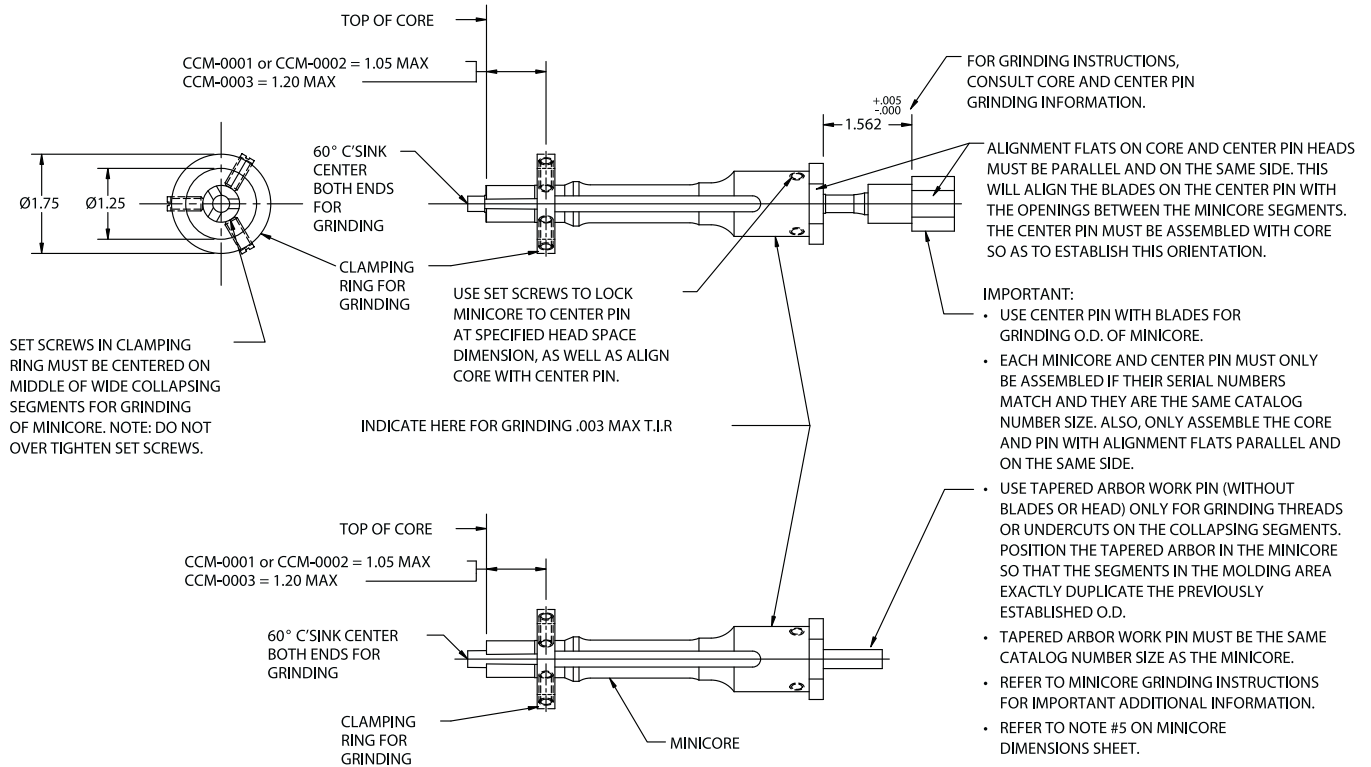 TOP OF CORE
CCM-0001 or CCM-0002 = 1.05 MAX
CCM-0003 = 1.20 MAX
Ø1.75
Ø1.25
60° C'SINK
CENTER
BOTH ENDS
FOR
GRINDING
CLAMPING
RING FOR
GRINDING
SET SCREWS IN CLAMPING
RING MUST BE CENTERED ON
MIDDLE OF WIDE COLLAPSING
SEGMENTS FOR GRINDING
OF MINICORE. NOTE: DO NOT
OVER TIGHTEN SET SCREWS.
USE SET SCREWS TO LOCK
MINICORE TO CENTER PIN
AT SPECIFIED HEAD SPACE
DIMENSION, AS WELL AS ALIGN
CORE WITH CENTER PIN.
+.005
-.000
1.562
FOR GRINDING INSTRUCTIONS,
CONSULT CORE AND CENTER PIN
GRINDING INFORMATION.
ALIGNMENT FLATS ON CORE AND CENTER PIN HEADS
MUST BE PARALLEL AND ON THE SAME SIDE. THIS
WILL ALIGN THE BLADES ON THE CENTER PIN WITH
THE OPENINGS BETWEEN THE MINICORE SEGMENTS.
THE CENTER PIN MUST BE ASSEMBLED WITH CORE
SO AS TO ESTABLISH THIS ORIENTATION.
INDICATE HERE FOR GRINDING .003 MAX T.I.R
IMPORTANT:
• USE CENTER PIN WITH BLADES FOR
GRINDING O.D. OF MINICORE.
• EACH MINICORE AND CENTER PIN MUST ONLY
BE ASSEMBLED IF THEIR SERIAL NUMBERS
MATCH AND THEY ARE THE SAME CATALOG
NUMBER SIZE. ALSO, ONLY ASSEMBLE THE CORE
AND PIN WITH ALIGNMENT FLATS PARALLEL AND
ON THE SAME SIDE.
• USE TAPERED ARBOR WORK PIN (WITHOUT
BLADES OR HEAD) ONLY FOR GRINDING THREADS
OR UNDERCUTS ON THE COLLAPSING SEGMENTS.
POSITION THE TAPERED ARBOR IN THE MINICORE
SO THAT THE SEGMENTS IN THE MOLDING AREA
EXACTLY DUPLICATE THE PREVIOUSLY
ESTABLISHED O.D.
• TAPERED ARBOR WORK PIN MUST BE THE SAME
CATALOG NUMBER SIZE AS THE MINICORE.
• REFER TO MINICORE GRINDING INSTRUCTIONS
FOR IMPORTANT ADDITIONAL INFORMATION.
• REFER TO NOTE #5 ON MINICORE
DIMENSIONS SHEET.
TOP OF CORE
CCM-0001 or CCM-0002 = 1.05 MAX
CCM-0003 = 1.20 MAX
60° C'SINK CENTER
BOTH ENDS FOR
GRINDING
CLAMPING
RING FOR
GRINDING
MINICORE